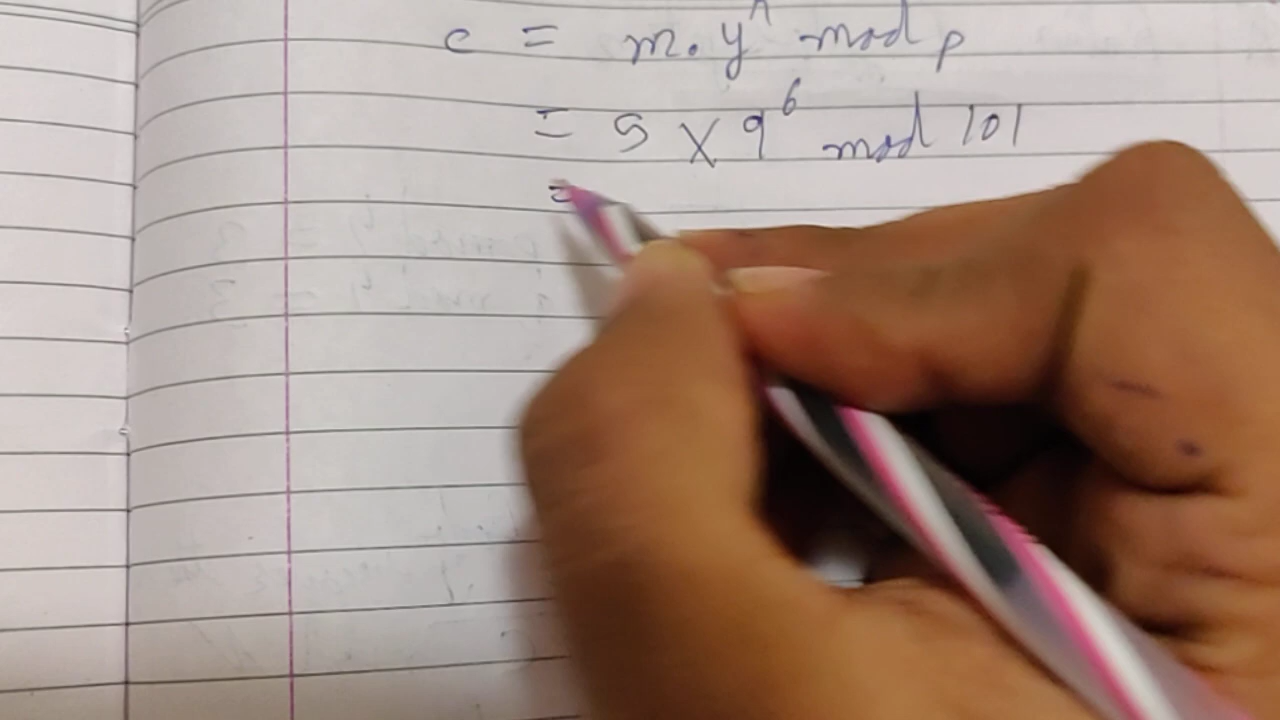 c = m.y^r mod p
= 5 X 9^6 mod 101
=